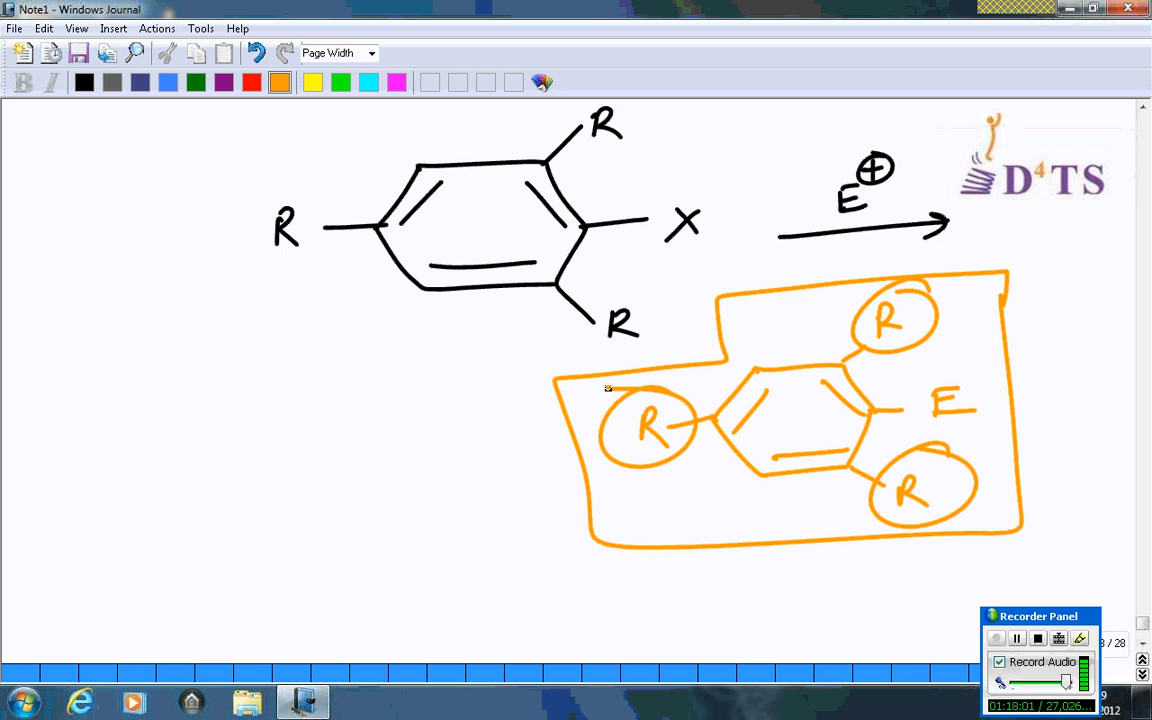 Note1 - Windows Journal
File Edit View Insert Actions Tools Help
Page Width
B I
R
E⊕
D4TS
R
X
R
R
R
E
R
Recorder Panel
/ 28
Record Audio
01:18:01 / 27,026...
2012